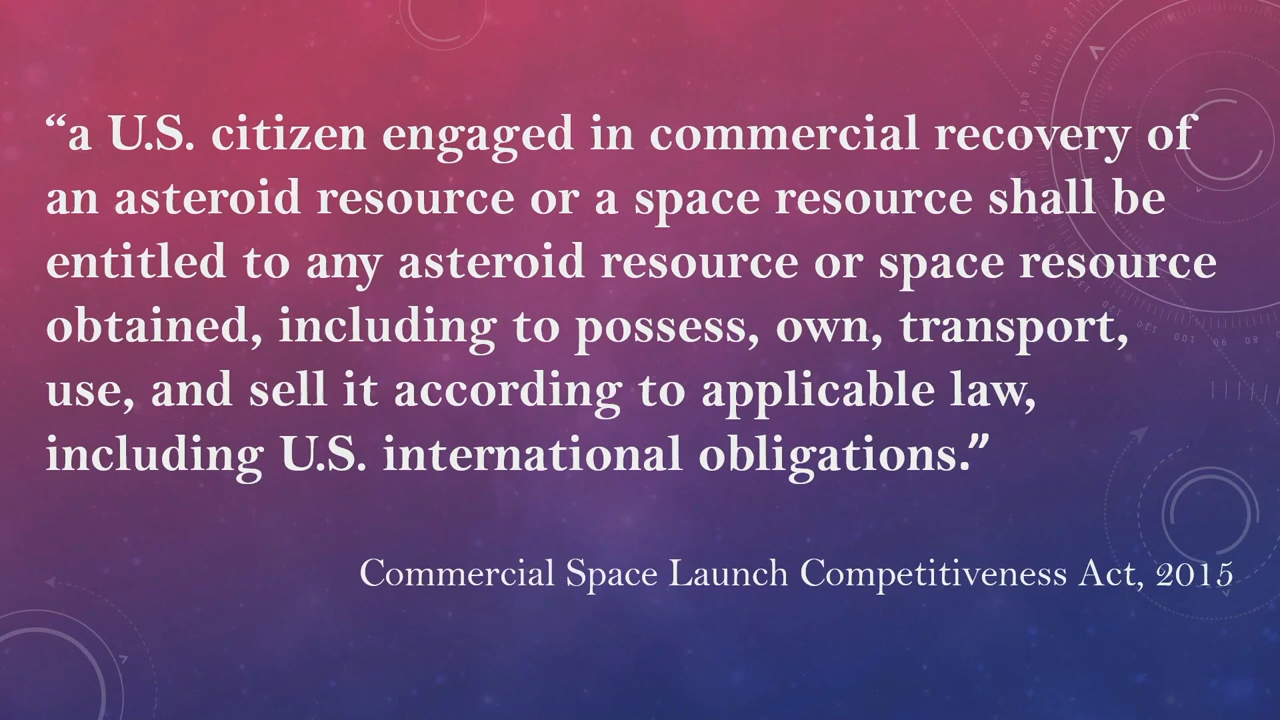 “a U.S. citizen engaged in commercial recovery of
an asteroid resource or a space resource shall be
entitled to any asteroid resource or space resource
obtained, including to possess, own, transport,
use, and sell it according to applicable law,
including U.S. international obligations.”
Commercial Space Launch Competitiveness Act, 2015